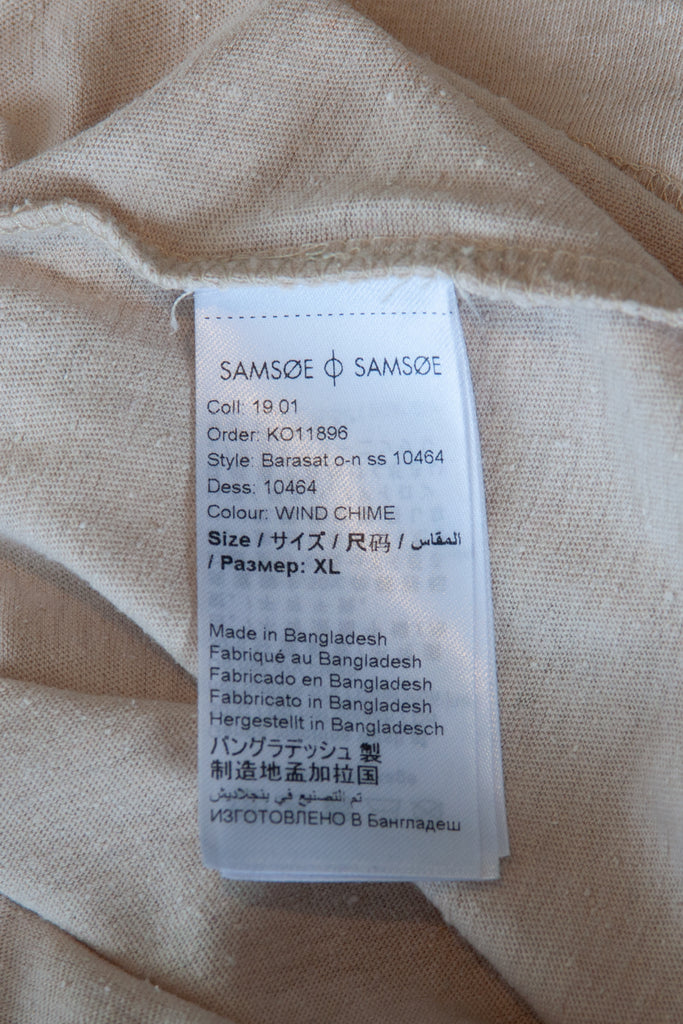 SAMSØE ϕ SAMSØE
Coll: 19 01
Order: KO11896
Style: Barasat o-n ss 10464
Dess: 10464
Colour: WIND CHIME
Size / サイズ / 尺码 / المقاس
/ Размер: XL
Made in Bangladesh
Fabriqué au Bangladesh
Fabricado en Bangladesh
Fabbricato in Bangladesh
Hergestellt in Bangladesch
バングラデッシュ 製
制造地孟加拉国
تم التصنيع في بنجلاديش
ИЗГОТОВЛЕНО В Бангладеш